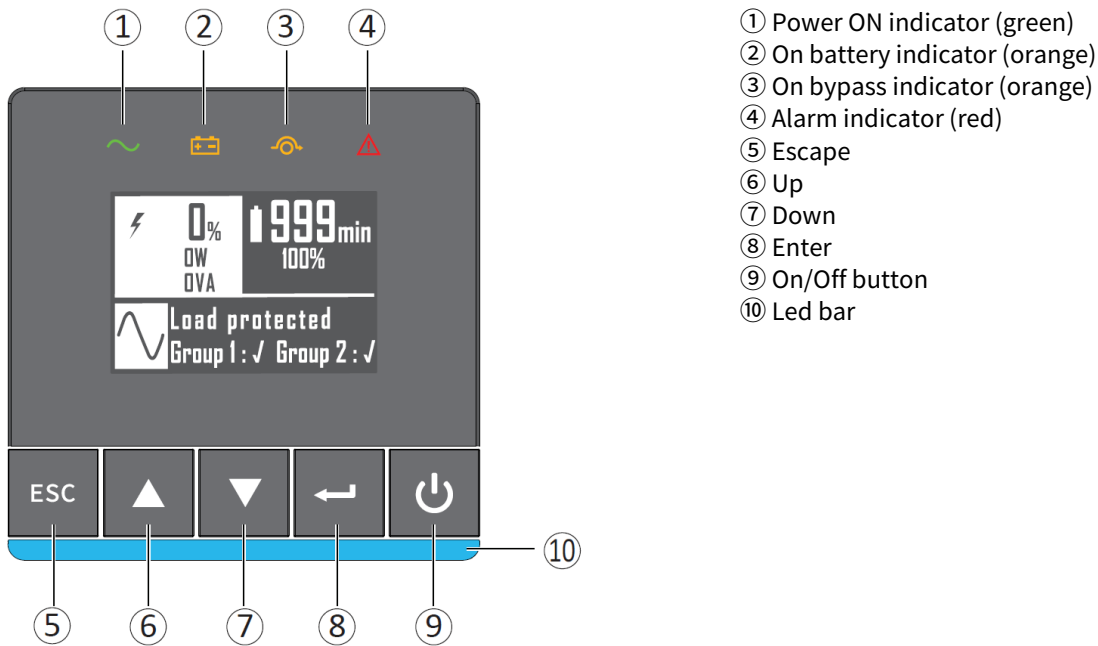 ① ② ③ ④
0% 999min
0W 100%
0VA
Load protected
Group 1 : √ Group 2 : √
ESC
⑩
⑤ ⑥ ⑦ ⑧ ⑨
① Power ON indicator (green)
② On battery indicator (orange)
③ On bypass indicator (orange)
④ Alarm indicator (red)
⑤ Escape
⑥ Up
⑦ Down
⑧ Enter
⑨ On/Off button
⑩ Led bar